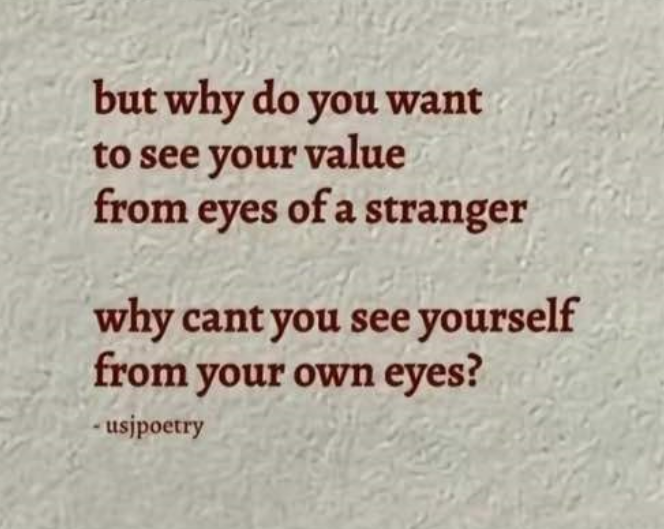 but why do you want
to see your value
from eyes of a stranger
why cant you see yourself
from your own eyes?
- usjpoetry